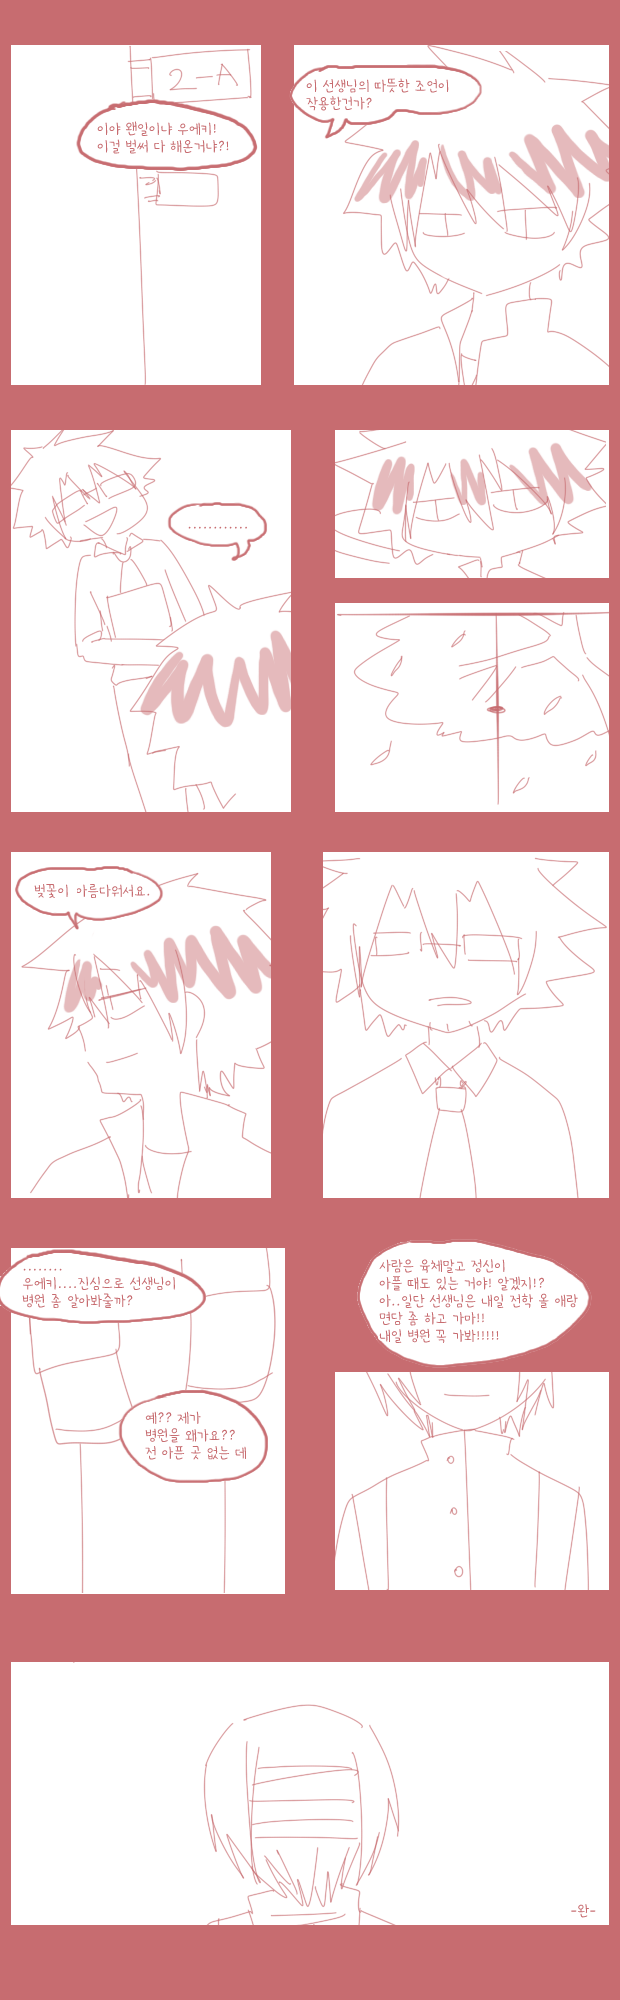 2-A
이야 왠일이냐 우에키!
이걸 벌써 다 해온거냐?!
이 선생님의 따뜻한 조언이
작용한건가?
............
벚꽃이 아름다워서요.
........
우에키....진심으로 선생님이
병원 좀 알아봐줄까?
예?? 제가
병원을 왜가요??
전 아픈 곳 없는 데
사람은 육체말고 정신이
아플 때도 있는 거야! 알겠지!?
아..일단 선생님은 내일 전학 올 애랑
면담 좀 하고 가마!!
내일 병원 꼭 가봐!!!!!
-완-